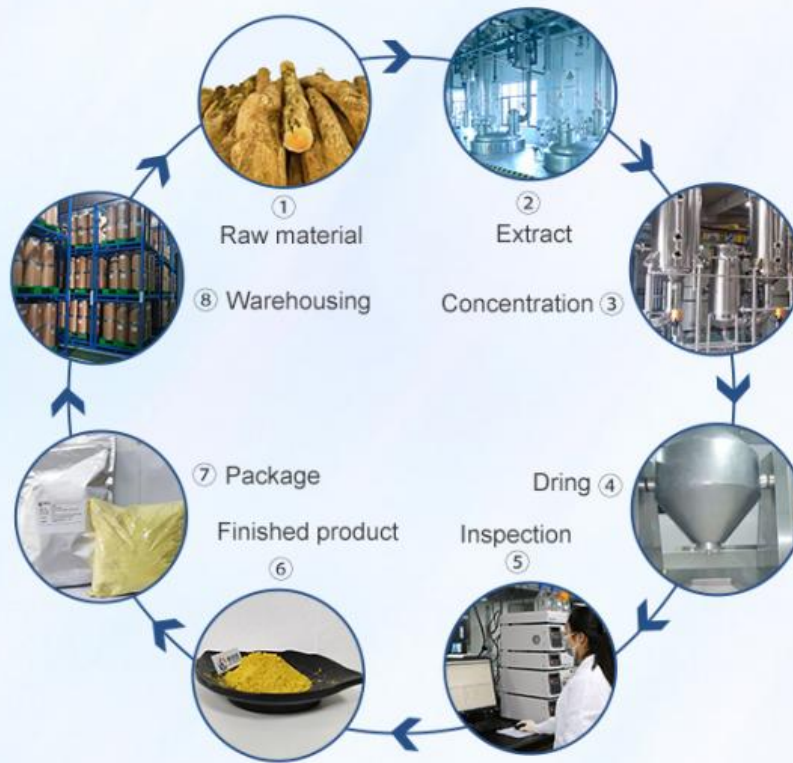 ①
Raw material
②
Extract
Concentration ③
Dring ④
Inspection
⑤
Finished product
⑥
⑦ Package
⑧ Warehousing